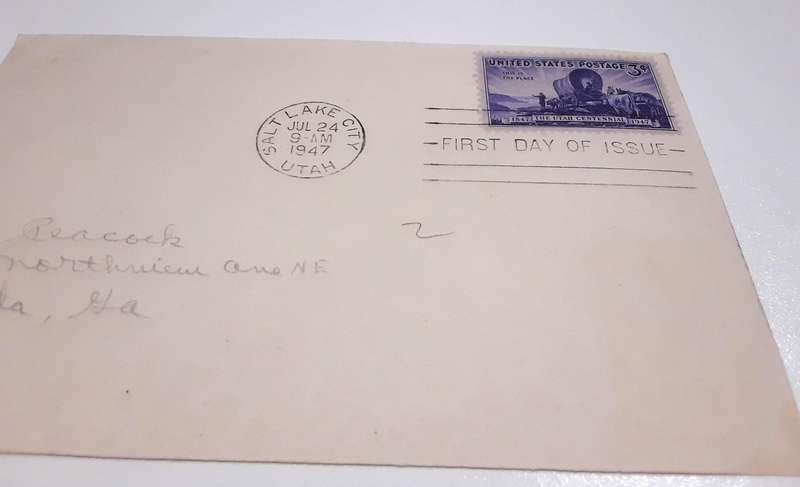 UNITED STATES POSTAGE 3¢
THIS IS
THE PLACE
1847 THE UTAH CENTENNIAL 1947
SALT LAKE CITY
JUL 24
9-AM
1947
UTAH
-FIRST DAY OF ISSUE-
Peacock
2
Northview Ave NE
la, Ga